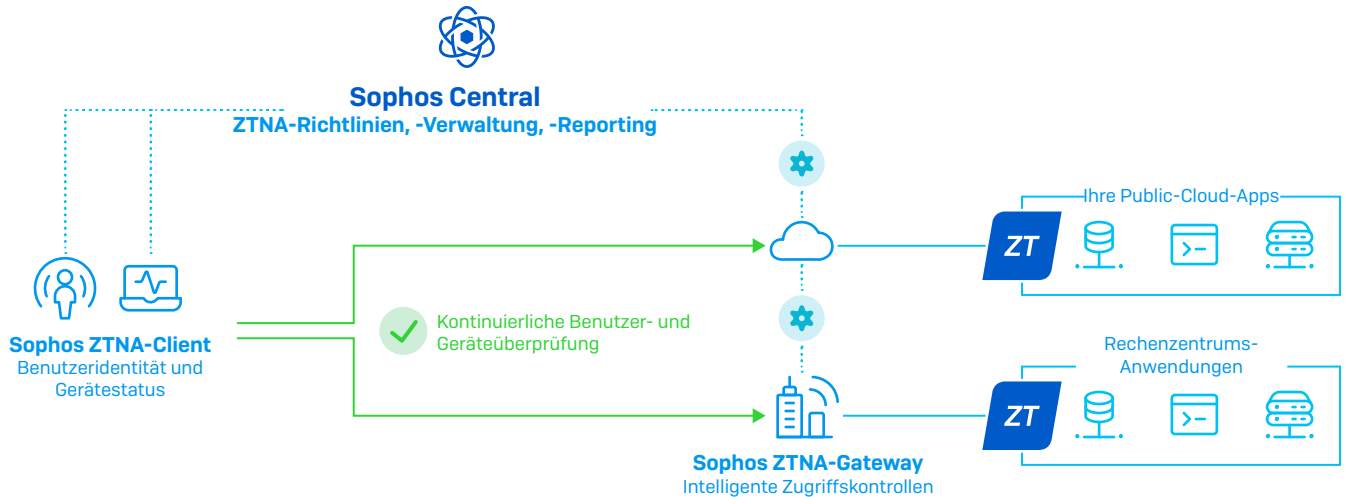 Sophos Central
ZTNA-Richtlinien, -Verwaltung, -Reporting
Ihre Public-Cloud-Apps
ZT
Kontinuierliche Benutzer- und
Geräteüberprüfung
Sophos ZTNA-Client
Benutzeridentität und
Gerätestatus
Rechenzentrums-
Anwendungen
ZT
Sophos ZTNA-Gateway
Intelligente Zugriffskontrollen